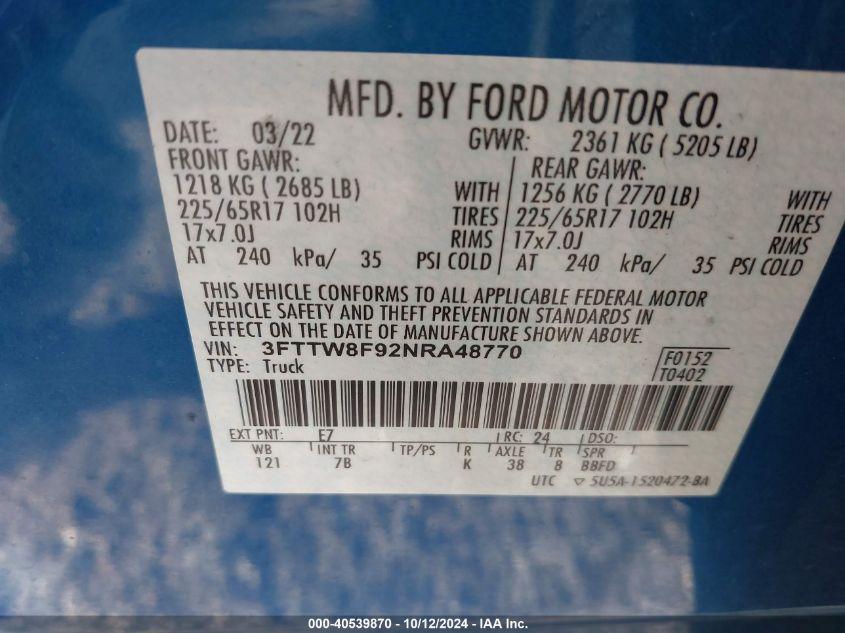 MFD. BY FORD MOTOR CO.
DATE: 03/22 GVWR: 2361 KG ( 5205 LB)
FRONT GAWR: REAR GAWR:
1218 KG ( 2685 LB) WITH 1256 KG ( 2770 LB) WITH
225/65R17 102H TIRES 225/65R17 102H TIRES
17x7.0J RIMS 17x7.0J RIMS
AT 240 kPa/ 35 PSI COLD AT 240 kPa/ 35 PSI COLD
THIS VEHICLE CONFORMS TO ALL APPLICABLE FEDERAL MOTOR
VEHICLE SAFETY AND THEFT PREVENTION STANDARDS IN
EFFECT ON THE DATE OF MANUFACTURE SHOWN ABOVE.
VIN: 3FTTW8F92NRA48770 F0152
TYPE: Truck T0402
EXT PNT: E7 RC: 24 DSO:
WB INT TR TP/PS R AXLE TR SPR
121 7B K 38 8 BBFD
UTC ▽ 5U5A-1520472-BA
000-40539870 - 10/12/2024 - IAA Inc.